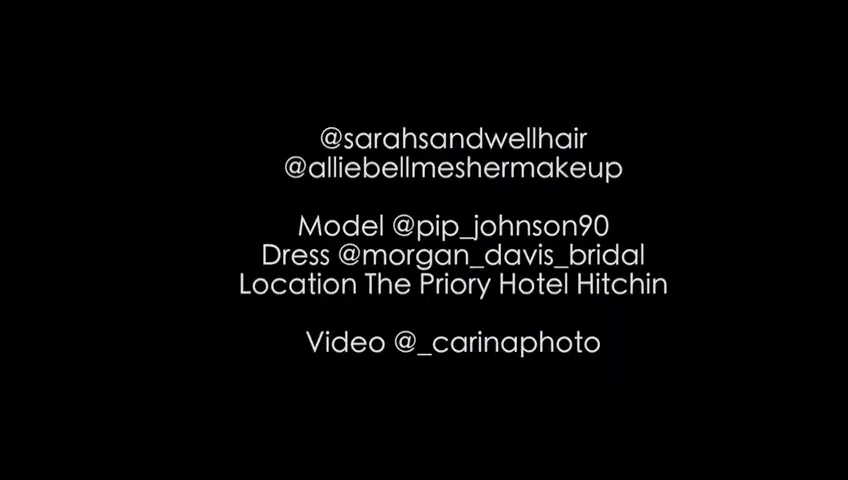 @sarahsandwellhair
@alliebellmeshermakeup
Model @pip_johnson90
Dress @morgan_davis_bridal
Location The Priory Hotel Hitchin
Video @_carinaphoto